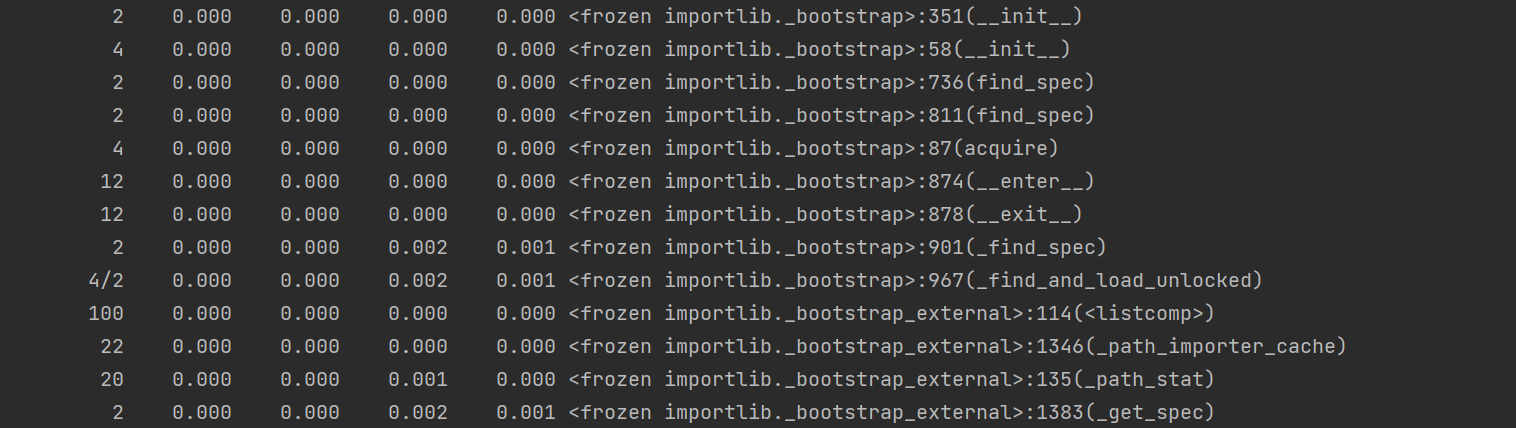 2    0.000    0.000    0.000    0.000 <frozen importlib._bootstrap>:351(__init__)
4    0.000    0.000    0.000    0.000 <frozen importlib._bootstrap>:58(__init__)
2    0.000    0.000    0.000    0.000 <frozen importlib._bootstrap>:736(find_spec)
2    0.000    0.000    0.000    0.000 <frozen importlib._bootstrap>:811(find_spec)
4    0.000    0.000    0.000    0.000 <frozen importlib._bootstrap>:87(acquire)
12    0.000    0.000    0.000    0.000 <frozen importlib._bootstrap>:874(__enter__)
12    0.000    0.000    0.000    0.000 <frozen importlib._bootstrap>:878(__exit__)
2    0.000    0.000    0.002    0.001 <frozen importlib._bootstrap>:901(_find_spec)
4/2    0.000    0.000    0.002    0.001 <frozen importlib._bootstrap>:967(_find_and_load_unlocked)
100    0.000    0.000    0.000    0.000 <frozen importlib._bootstrap_external>:114(<listcomp>)
22    0.000    0.000    0.000    0.000 <frozen importlib._bootstrap_external>:1346(_path_importer_cache)
20    0.000    0.000    0.001    0.000 <frozen importlib._bootstrap_external>:135(_path_stat)
2    0.000    0.000    0.002    0.001 <frozen importlib._bootstrap_external>:1383(_get_spec)